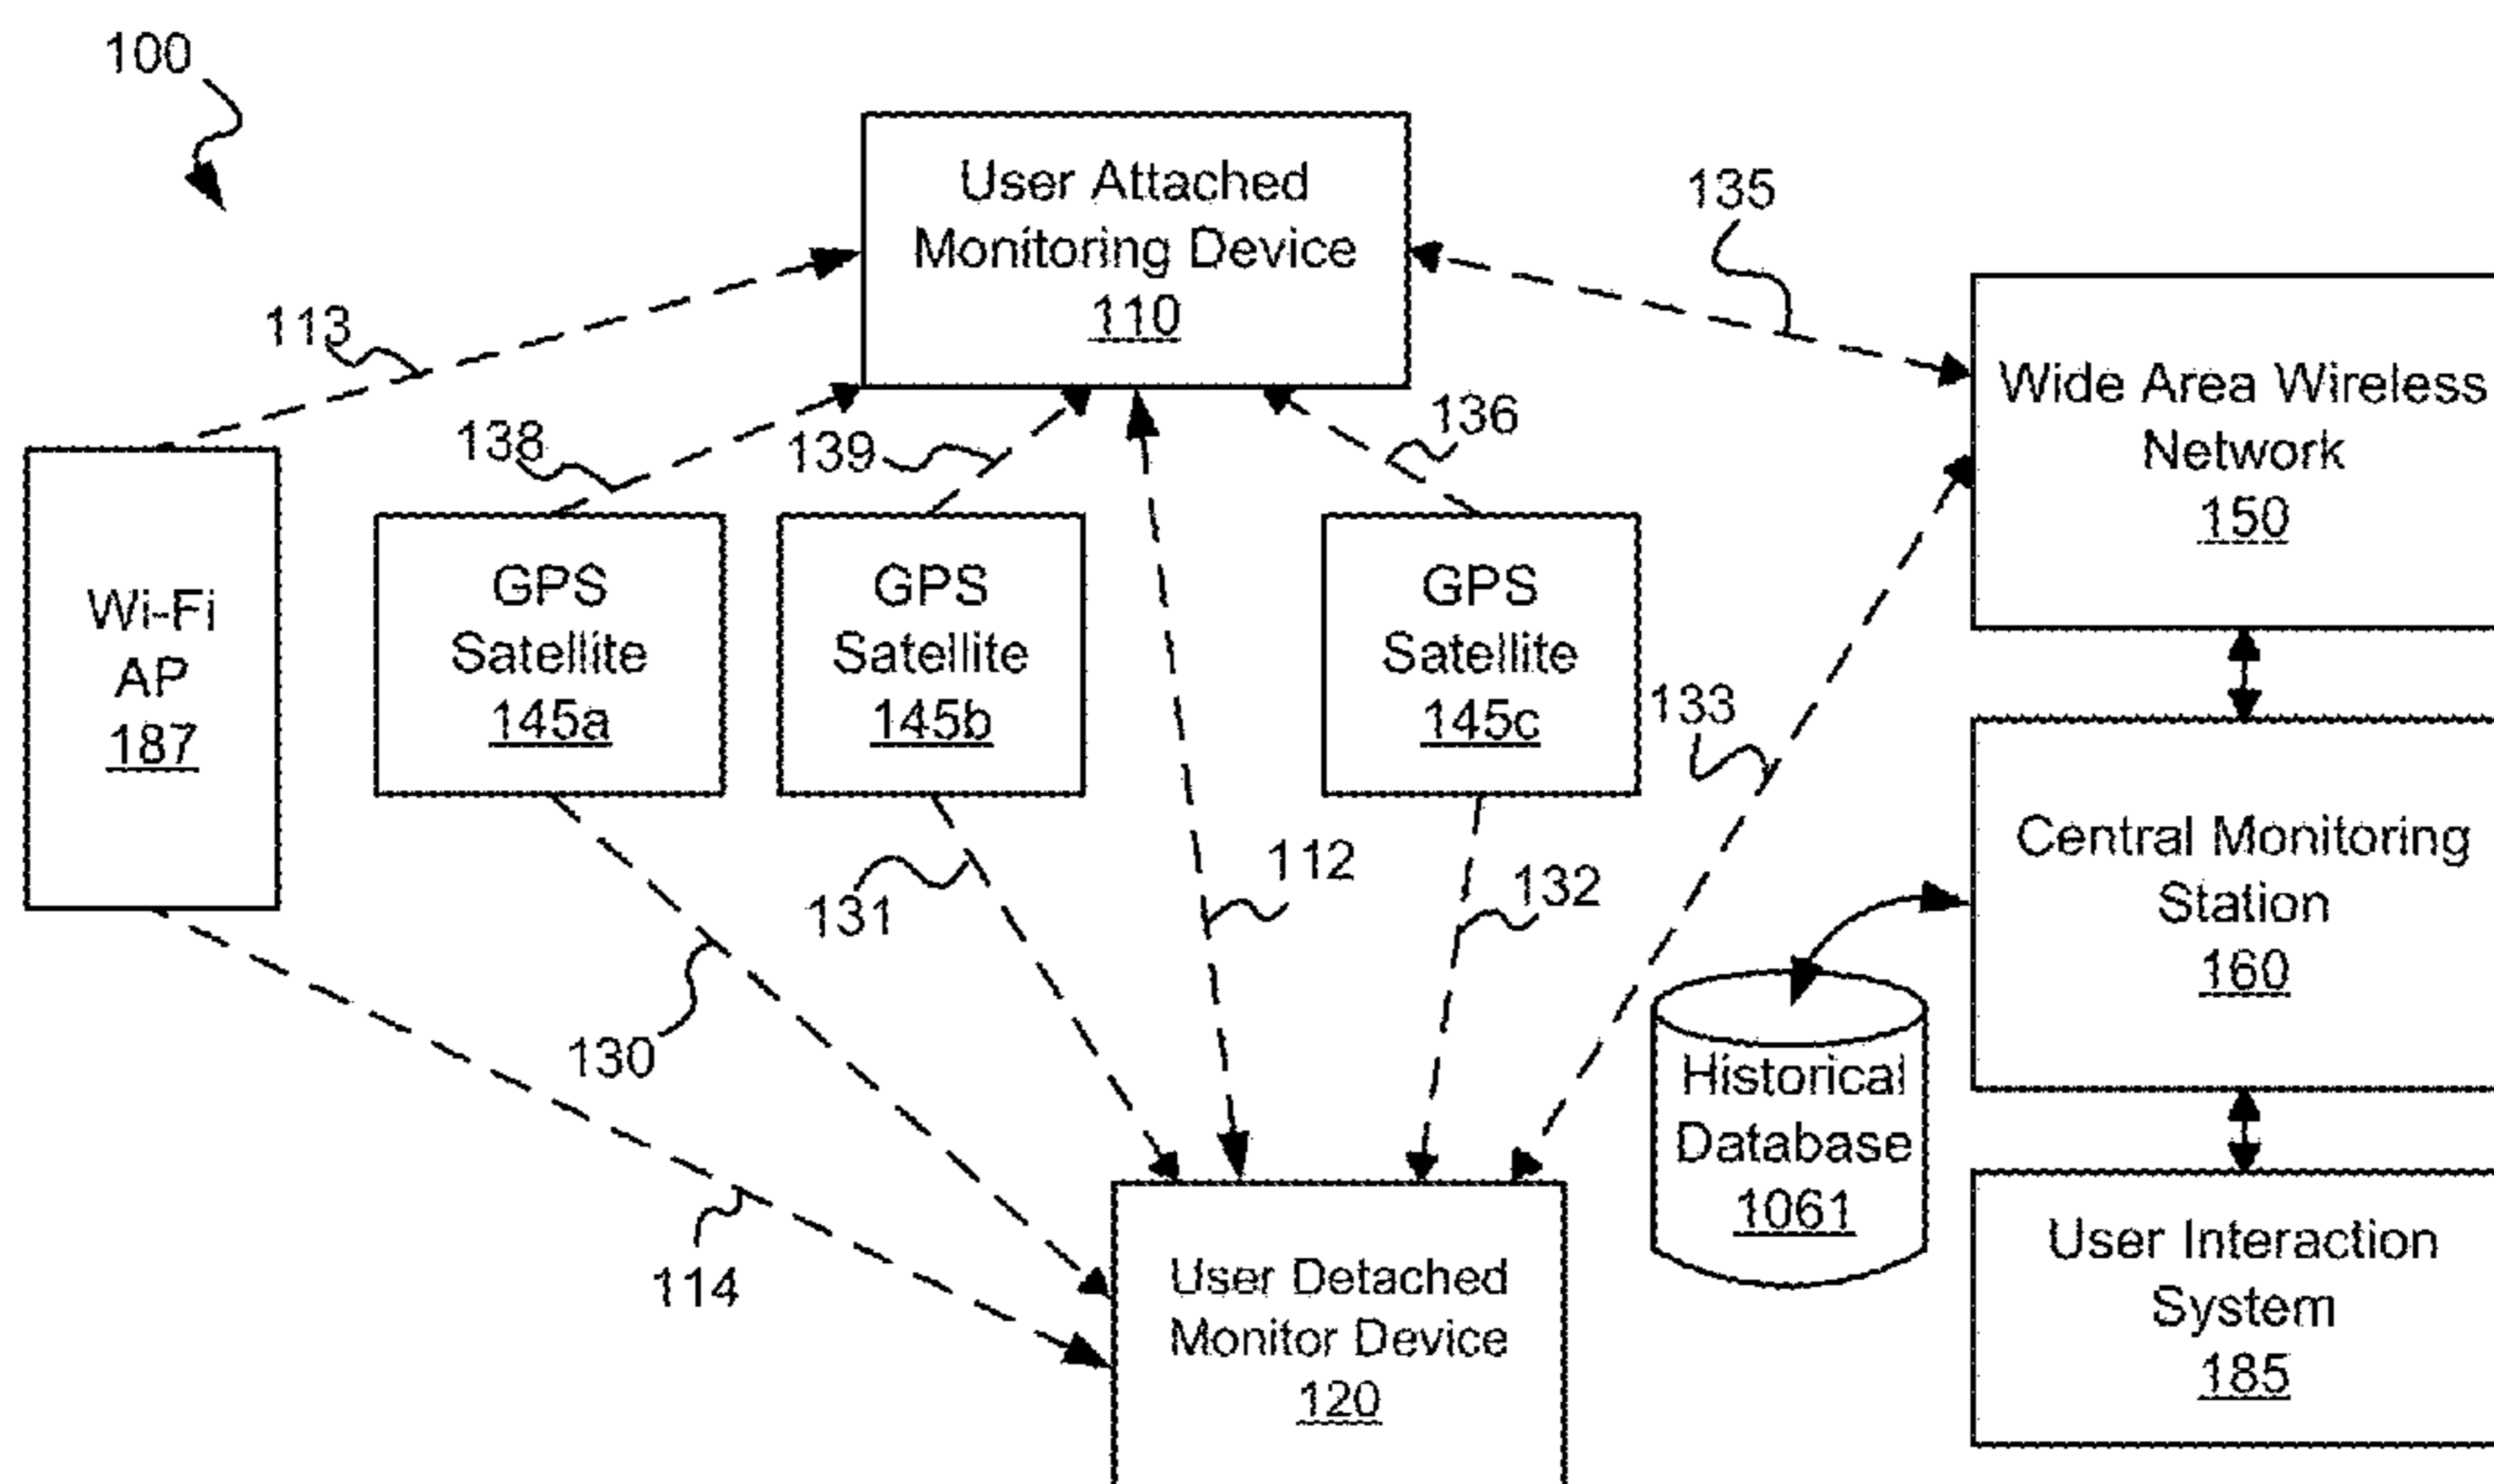 100
User Attached
Monitoring Device
110
135
113
138
139
136
Wide Area Wireless
Network
150
Wi-Fi
AP
187
GPS
Satellite
145a
GPS
Satellite
145b
GPS
Satellite
145c
133
131
112
132
130
114
Central Monitoring
Station
160
Historical
Database
1061
User Detached
Monitor Device
120
User Interaction
System
185